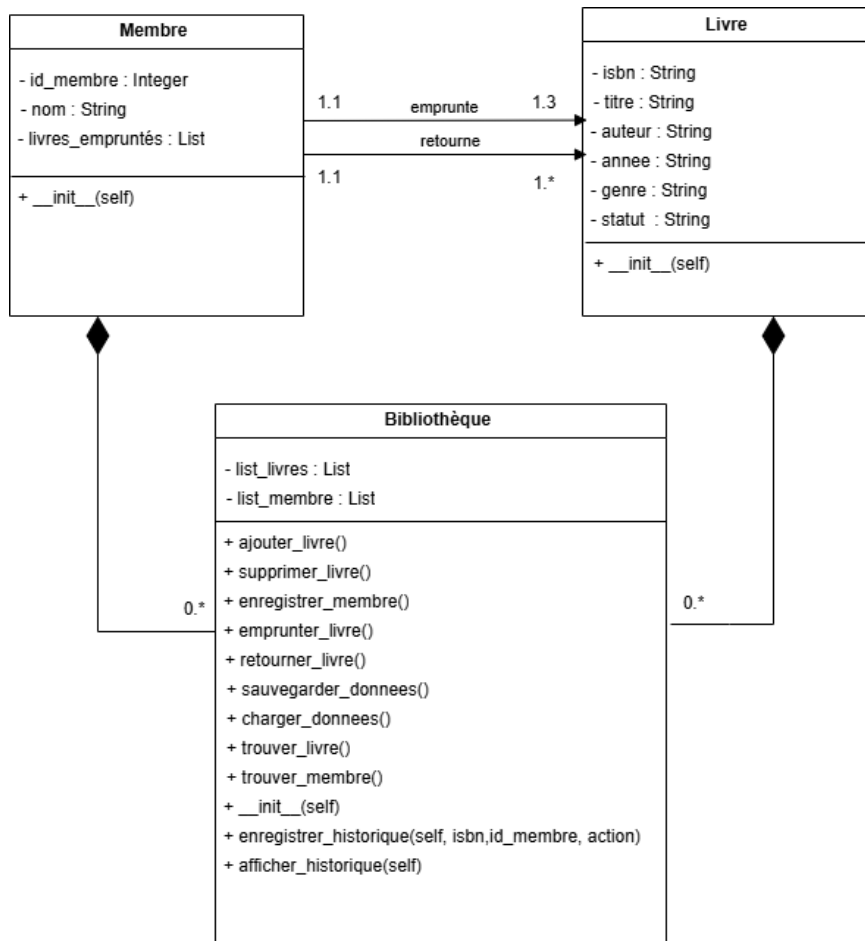 Membre
- id_membre : Integer
- nom : String
- livres_empruntés : List
+ __init__(self)
1.1
emprunte
1.3
retourne
1.1
1.*
Livre
- isbn : String
- titre : String
- auteur : String
- annee : String
- genre : String
- statut : String
+ __init__(self)
0.*
0.*
Bibliothèque
- list_livres : List
- list_membre : List
+ ajouter_livre()
+ supprimer_livre()
+ enregistrer_membre()
+ emprunter_livre()
+ retourner_livre()
+ sauvegarder_donnees()
+ charger_donnees()
+ trouver_livre()
+ trouver_membre()
+ __init__(self)
+ enregistrer_historique(self, isbn,id_membre, action)
+ afficher_historique(self)